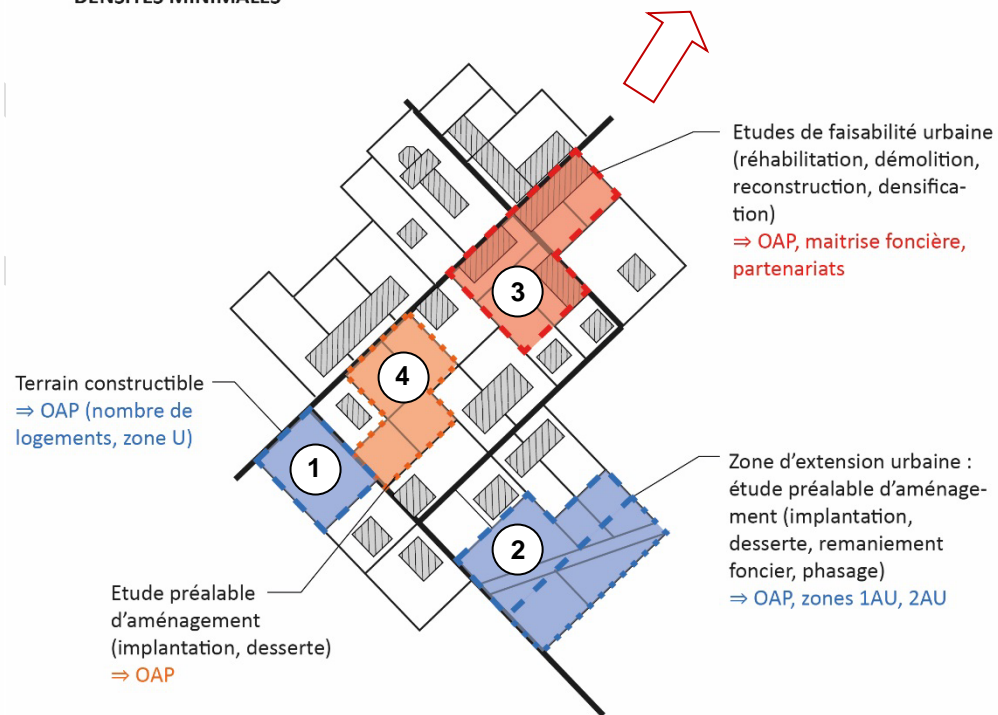 DENSITES MINIMALES
Etudes de faisabilité urbaine
(réhabilitation, démolition,
reconstruction, densifica-
tion)
⇒ OAP, maitrise foncière,
partenariats
3
4
Terrain constructible
⇒ OAP (nombre de
logements, zone U)
1
Zone d’extension urbaine :
étude préalable d’aménage-
ment (implantation,
desserte, remaniement
foncier, phasage)
⇒ OAP, zones 1AU, 2AU
2
Etude préalable
d’aménagement
(implantation, desserte)
⇒ OAP